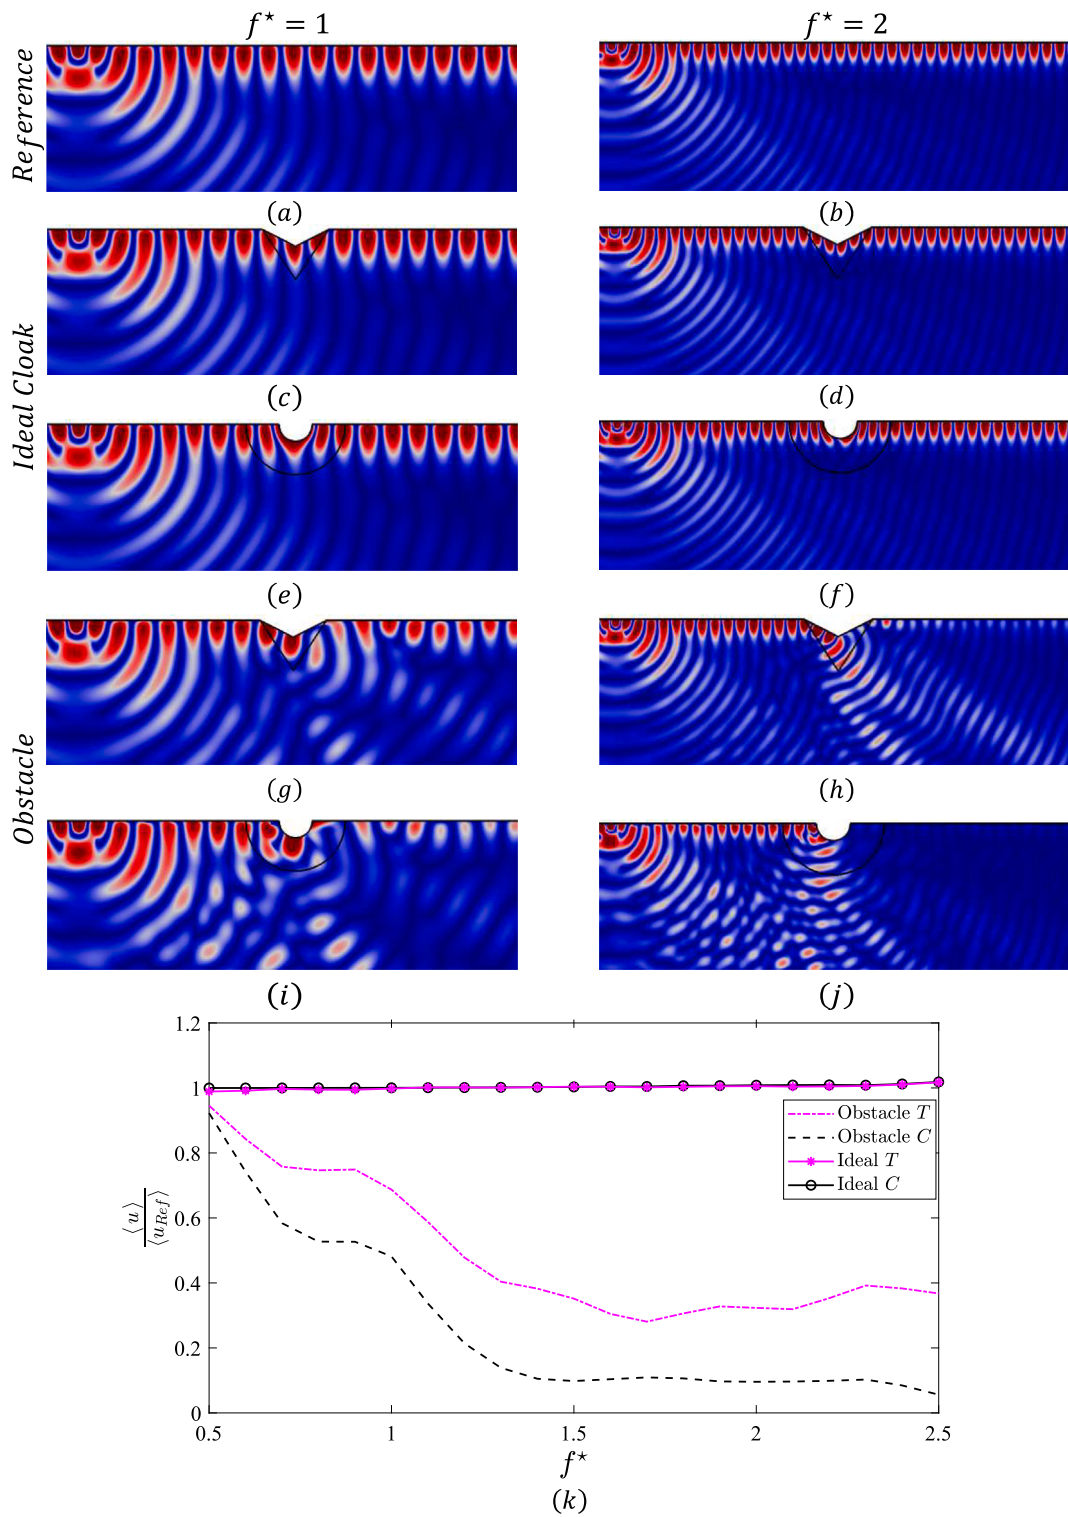 f⋆ = 1
f⋆ = 2
Reference
(a)
(b)
Ideal Cloak
(c)
(d)
(e)
(f)
Obstacle
(g)
(h)
(i)
(j)
1.2
1
0.8
0.6
0.4
0.2
0
⟨u⟩
⟨u_Ref⟩
Obstacle T
Obstacle C
Ideal T
Ideal C
0.5
1
1.5
2
2.5
f⋆
(k)